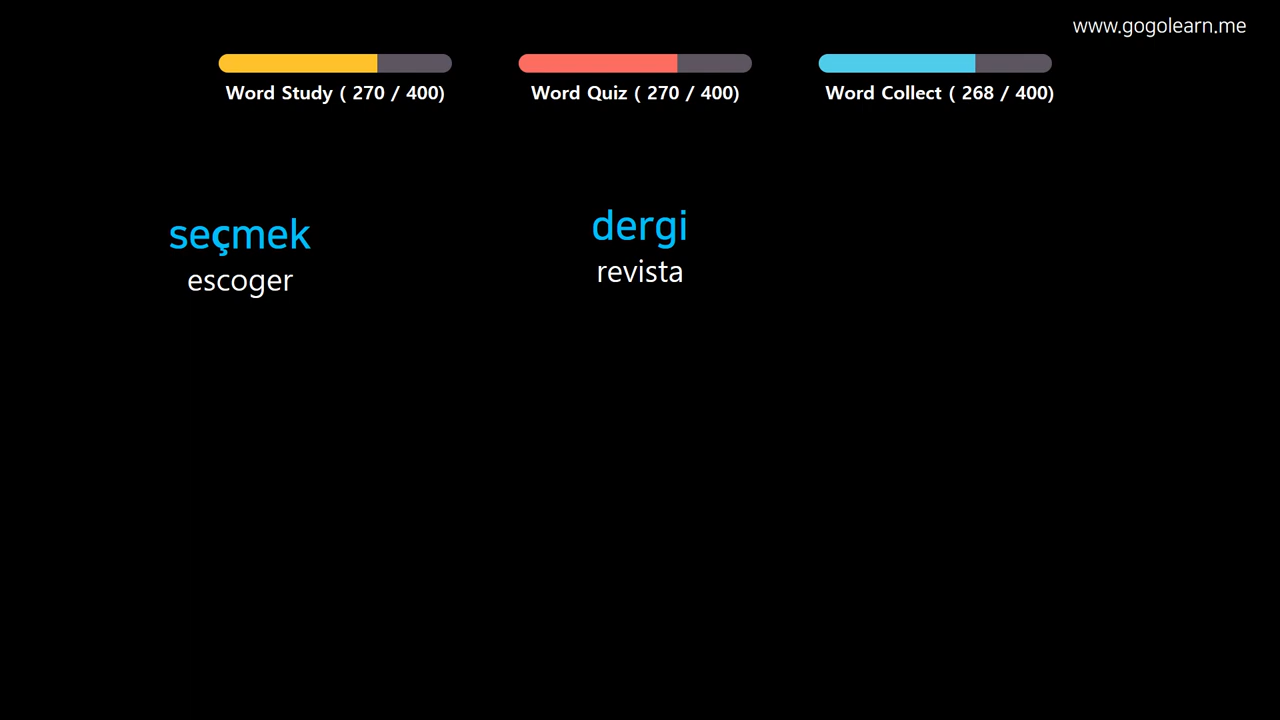 www.gogolearn.me
Word Study ( 270 / 400)
Word Quiz ( 270 / 400)
Word Collect ( 268 / 400)
seçmek
escoger
dergi
revista